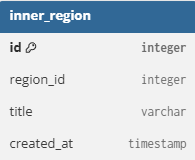 inner_region
id integer
region_id integer
title varchar
created_at timestamp